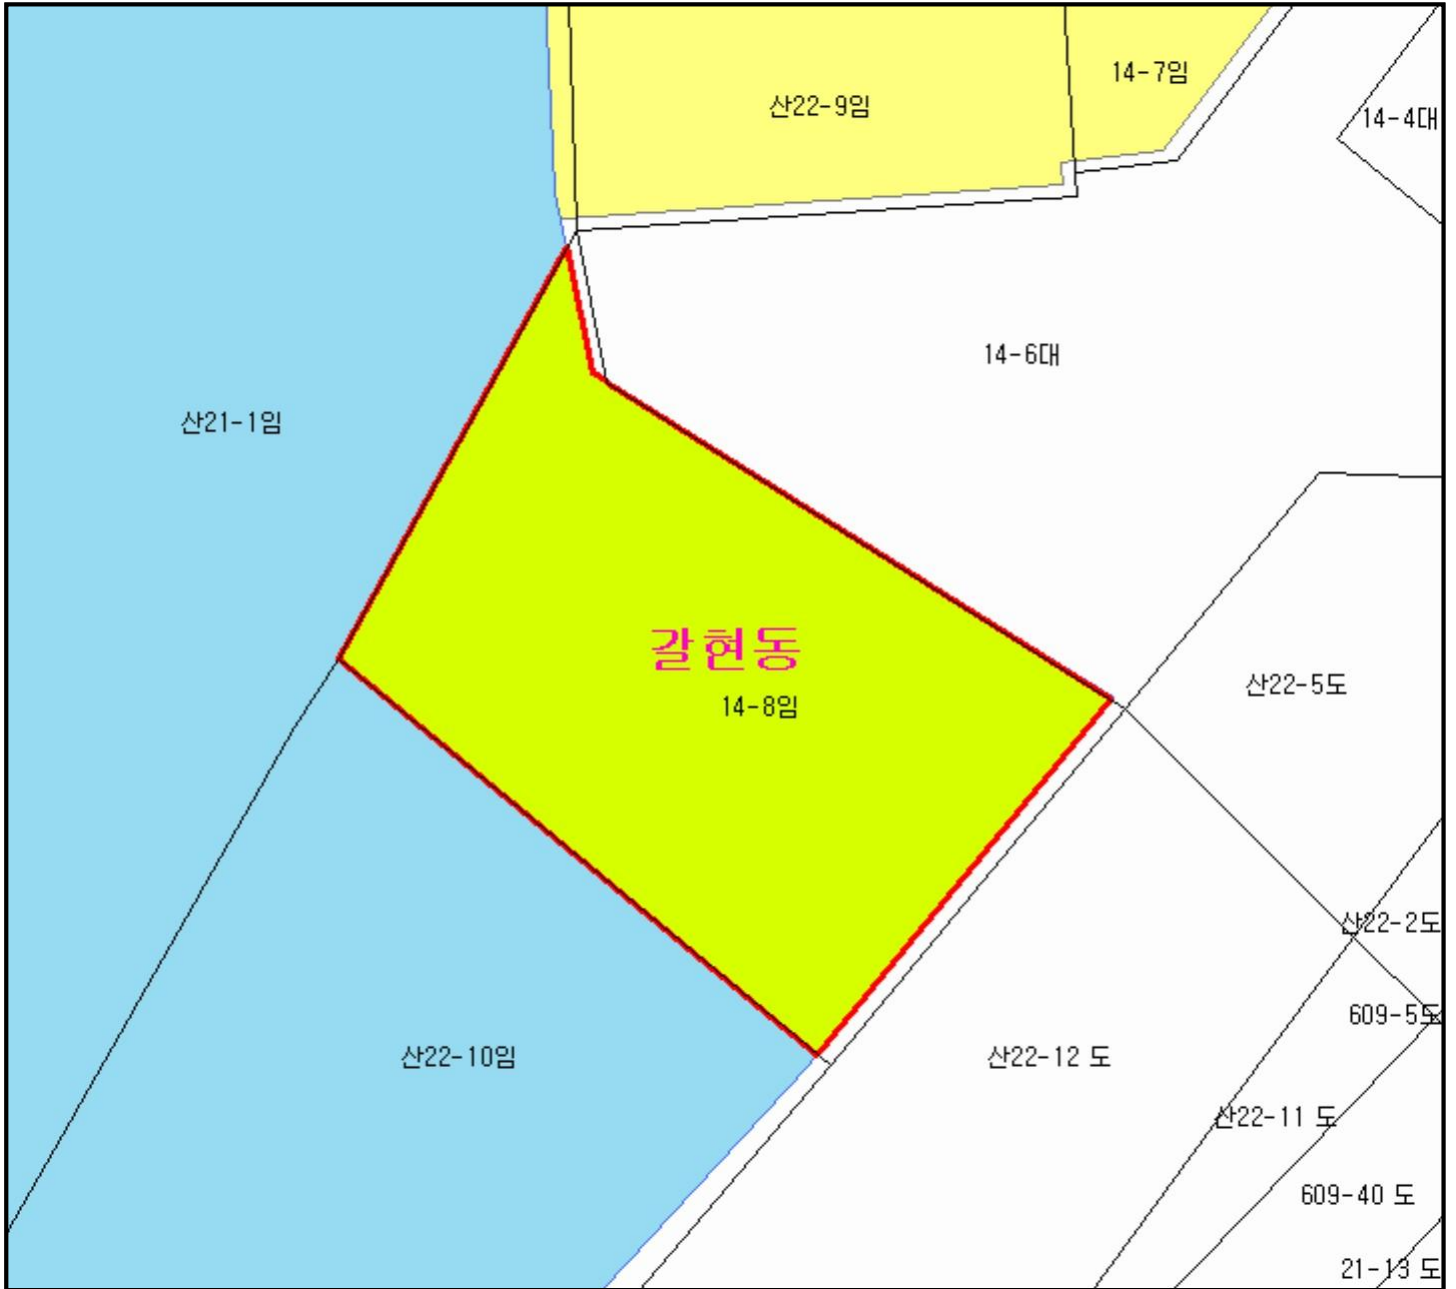 14-7임
산22-9임
14-4대
14-6대
산21-1임
갈현동
산22-5도
14-8임
산22-2도
609-5도
산22-10임
산22-12 도
산22-11 도
609-40 도
21-13 도